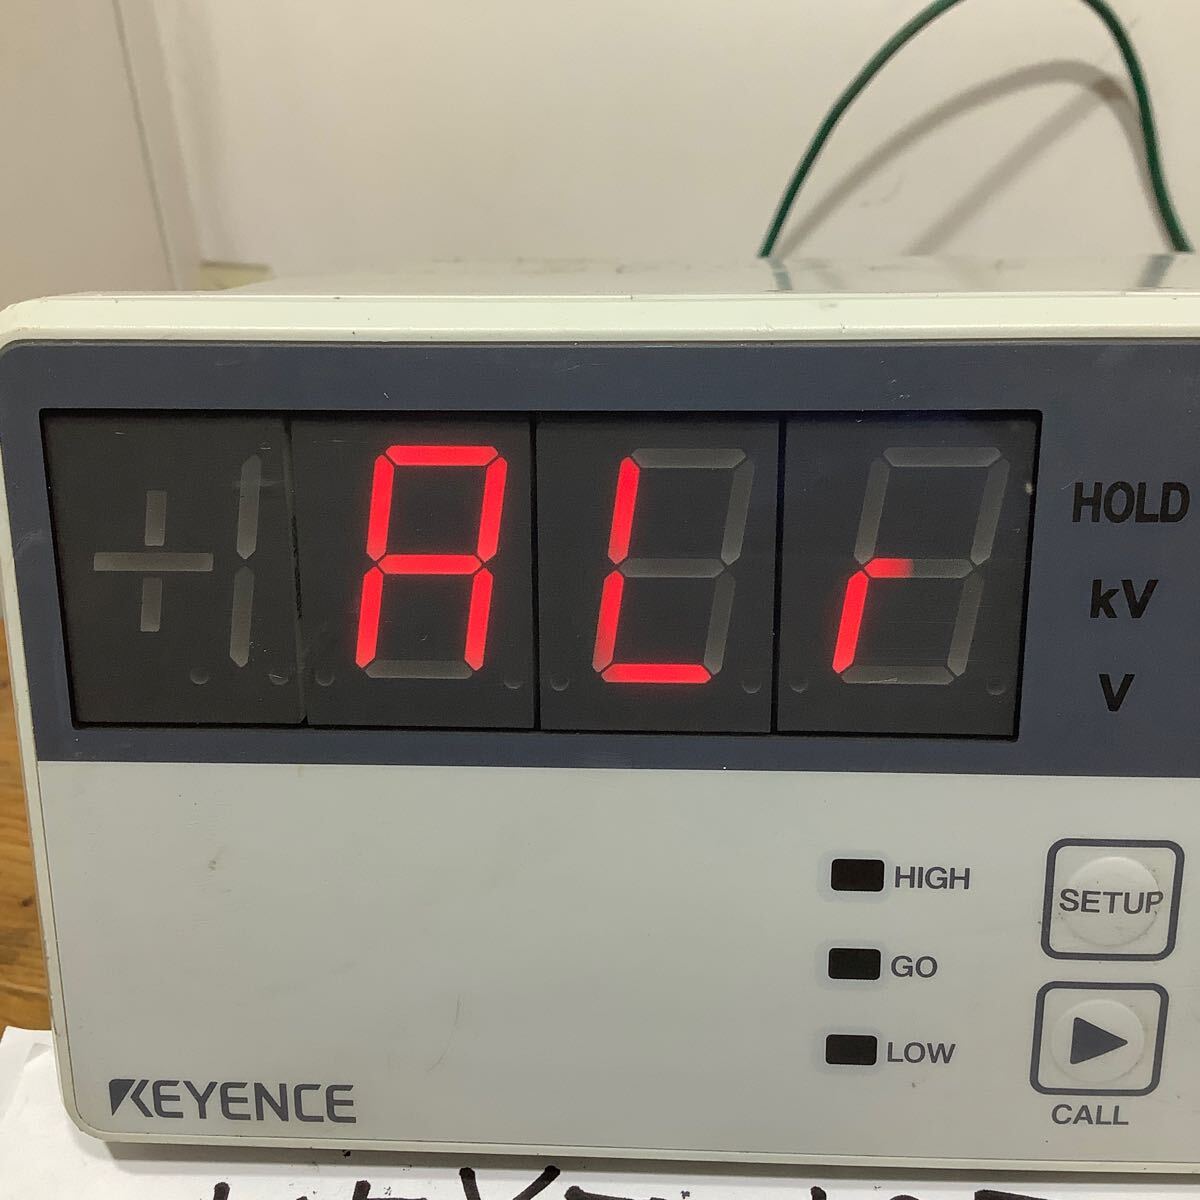 ALr
HOLD
kV
V
HIGH
SETUP
GO
LOW
CALL
KEYENCE